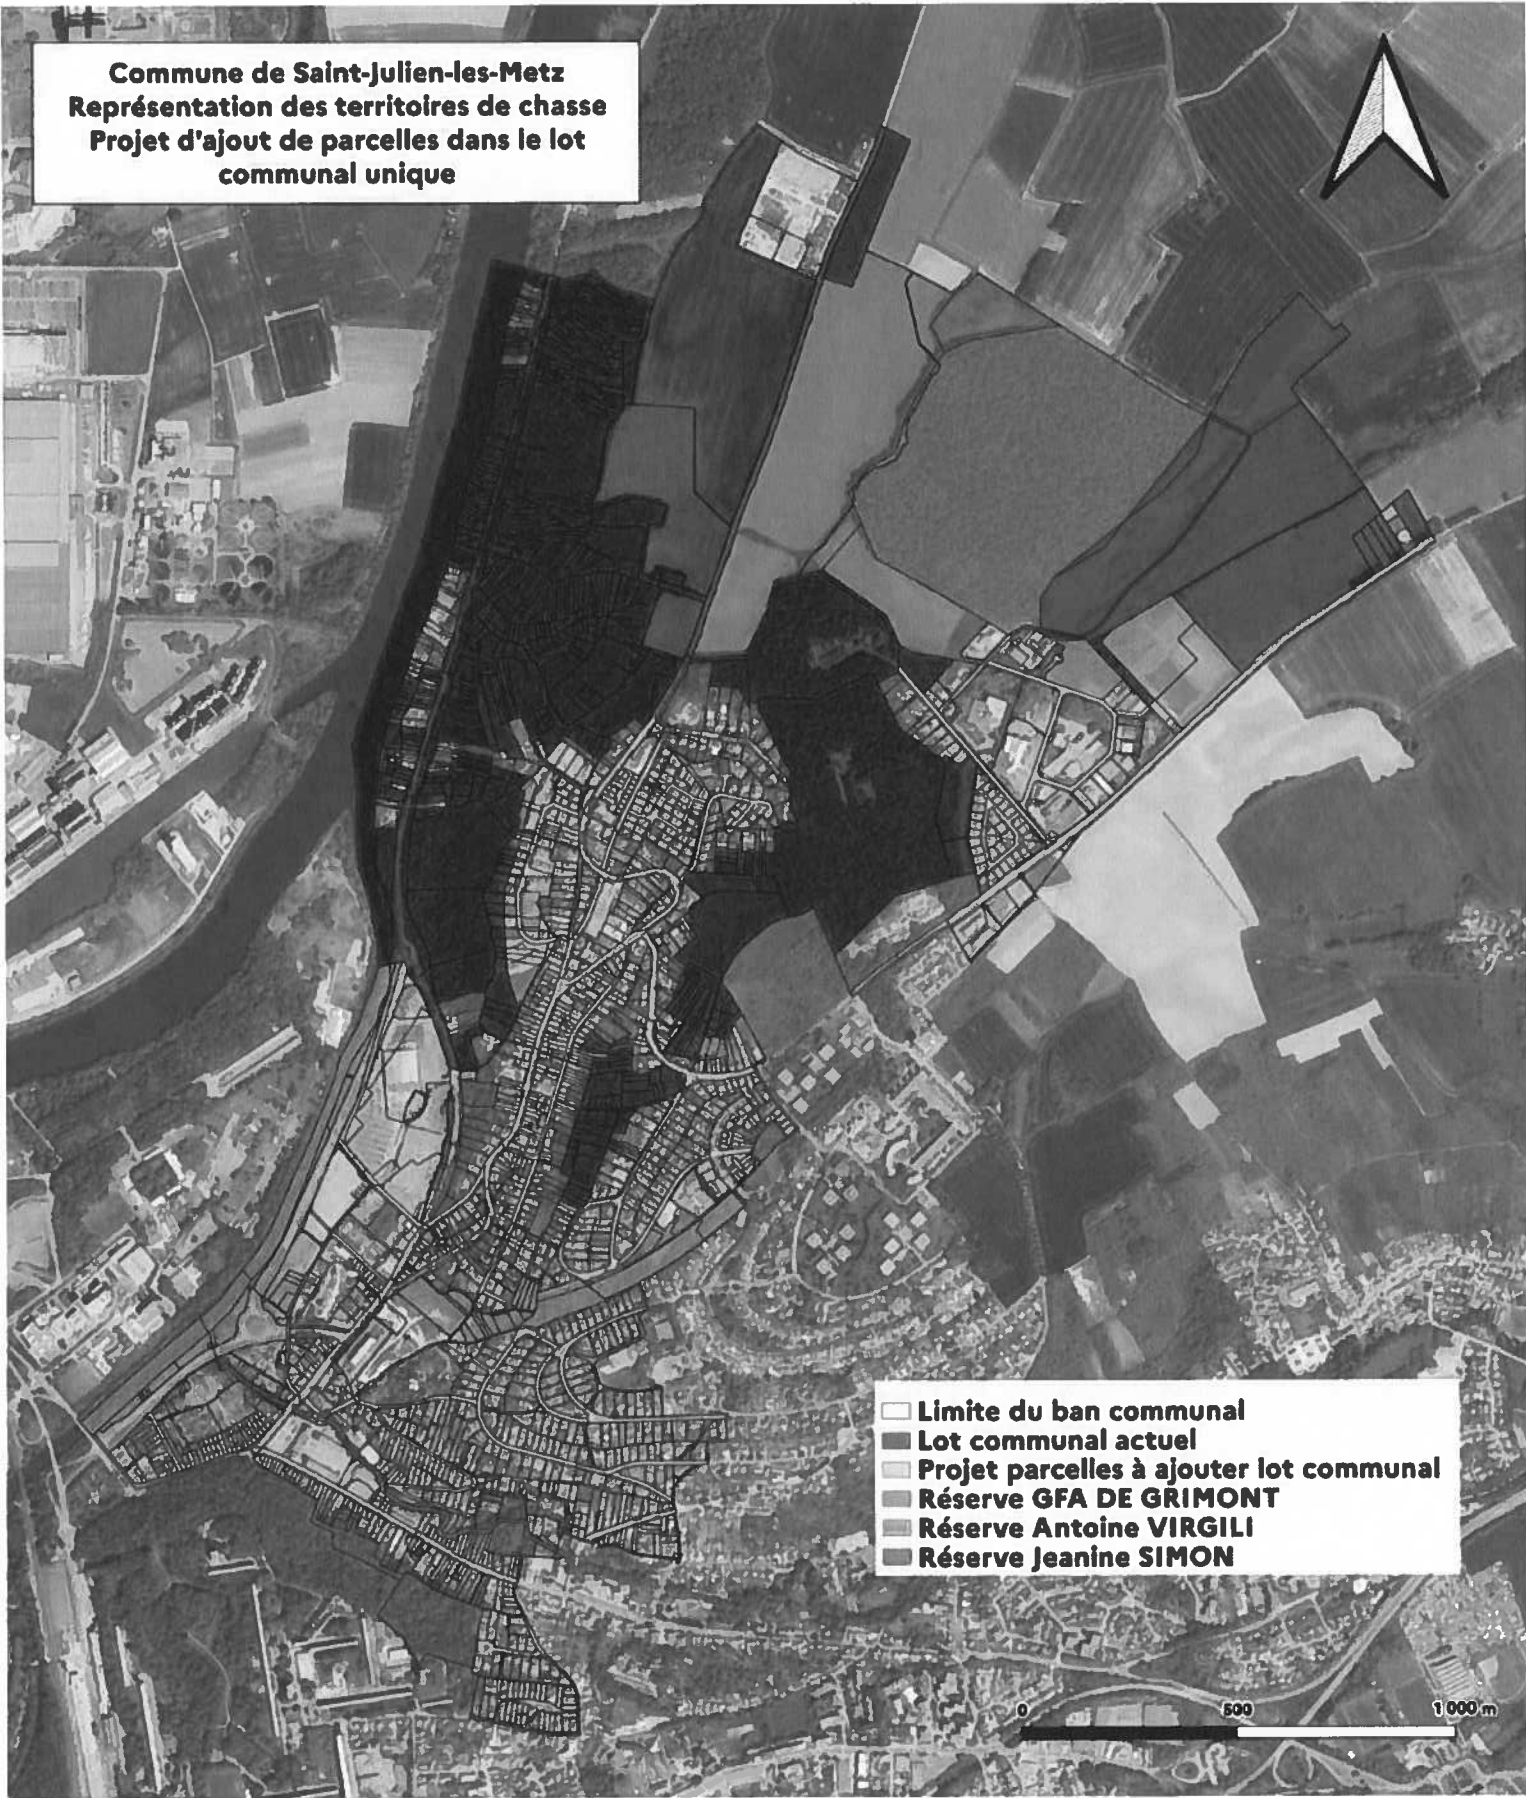 Commune de Saint-Julien-les-Metz
Représentation des territoires de chasse
Projet d'ajout de parcelles dans le lot
communal unique
Limite du ban communal
Lot communal actuel
Projet parcelles à ajouter lot communal
Réserve GFA DE GRIMONT
Réserve Antoine VIRGILI
Réserve Jeanine SIMON
0 500 1 000 m